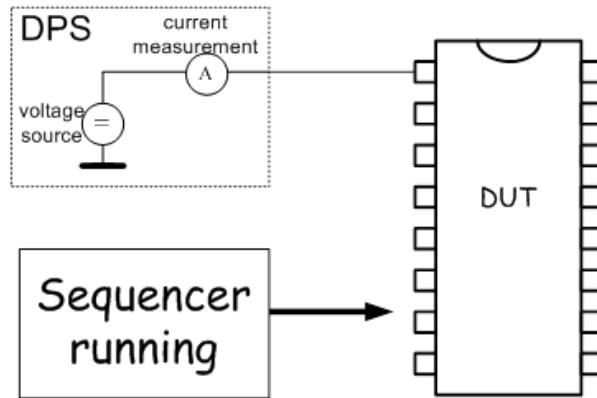 DPS
current
measurement
A
voltage
source
=
DUT
Sequencer
running